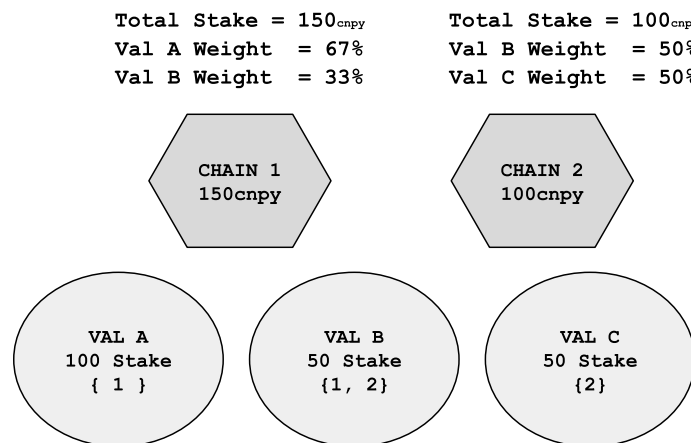 Total Stake = 150cnpy
Val A Weight = 67%
Val B Weight = 33%
Total Stake = 100cnp
Val B Weight = 50%
Val C Weight = 50%
CHAIN 1
150cnpy
CHAIN 2
100cnpy
VAL A
100 Stake
{ 1 }
VAL B
50 Stake
{1, 2}
VAL C
50 Stake
{2}